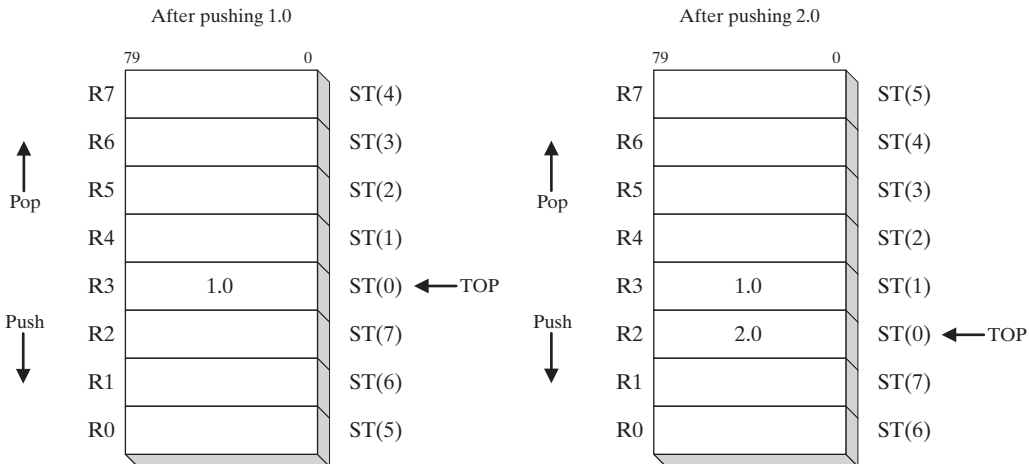 After pushing 1.0
79 0
R7 ST(4)
R6 ST(3)
Pop
R5 ST(2)
R4 ST(1)
R3 1.0 ST(0) TOP
Push
R2 ST(7)
R1 ST(6)
R0 ST(5)
After pushing 2.0
79 0
R7 ST(5)
R6 ST(4)
Pop
R5 ST(3)
R4 ST(2)
R3 1.0 ST(1)
Push
R2 2.0 ST(0) TOP
R1 ST(7)
R0 ST(6)